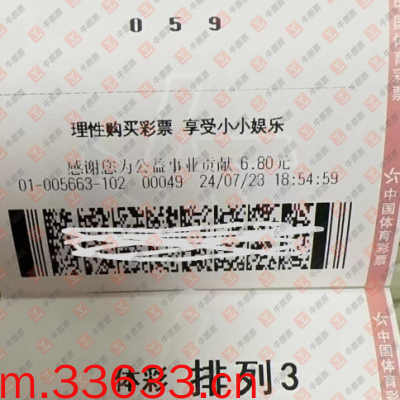 0 5 9
理性购买彩票 享受小小娱乐
感谢您为公益事业贡献 6.80元
01-005663-102 00049 24/07/23 18:54:59
中国体育彩票
中国体育彩票
体彩 排列3
m.33683.cn